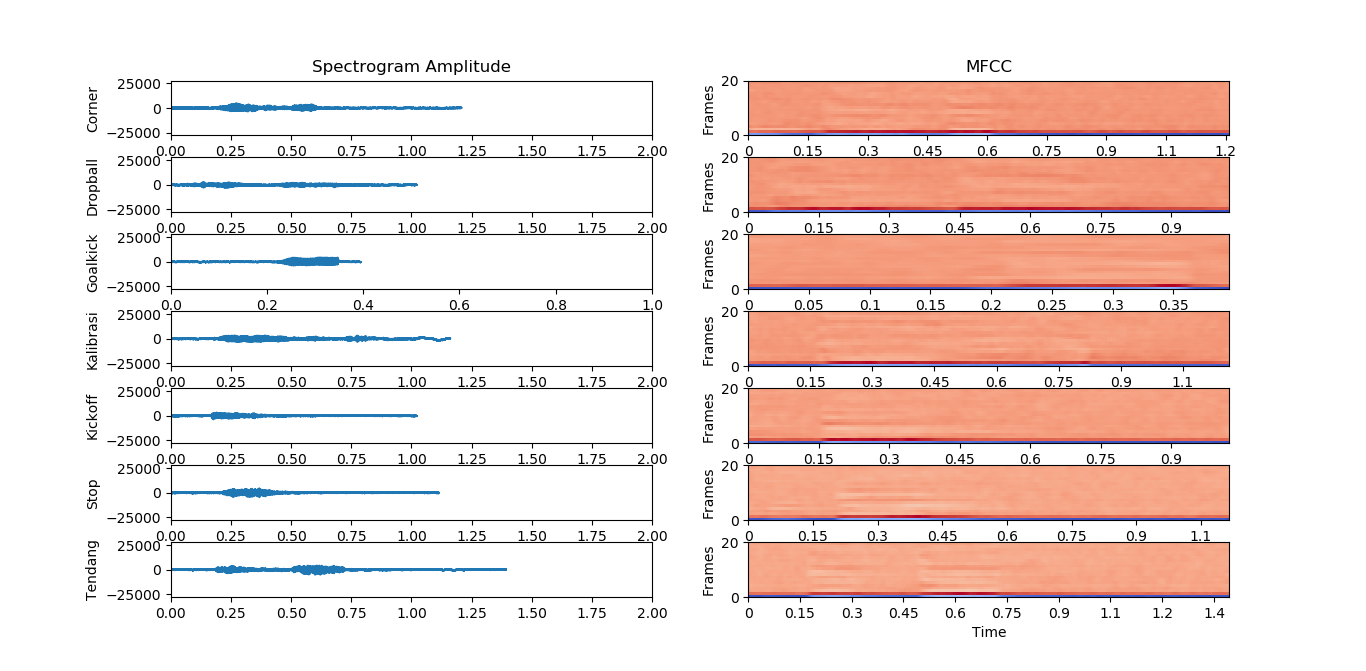 Spectrogram Amplitude MFCC
Corner 25000 0 −25000 0.00 0.25 0.50 0.75 1.00 1.25 1.50 1.75 2.00
Frames 20 0 0 0.15 0.3 0.45 0.6 0.75 0.9 1.1 1.2
Dropball 25000 0 −25000 0.00 0.25 0.50 0.75 1.00 1.25 1.50 1.75 2.00
Frames 20 0 0 0.15 0.3 0.45 0.6 0.75 0.9
Goalkick 25000 0 −25000 0.0 0.2 0.4 0.6 0.8 1.0
Frames 20 0 0 0.05 0.1 0.15 0.2 0.25 0.3 0.35
Kalibrasi 25000 0 −25000 0.00 0.25 0.50 0.75 1.00 1.25 1.50 1.75 2.00
Frames 20 0 0 0.15 0.3 0.45 0.6 0.75 0.9 1.1
Kickoff 25000 0 −25000 0.00 0.25 0.50 0.75 1.00 1.25 1.50 1.75 2.00
Frames 20 0 0 0.15 0.3 0.45 0.6 0.75 0.9
Stop 25000 0 −25000 0.00 0.25 0.50 0.75 1.00 1.25 1.50 1.75 2.00
Frames 20 0 0 0.15 0.3 0.45 0.6 0.75 0.9 1.1
Tendang 25000 0 −25000 0.00 0.25 0.50 0.75 1.00 1.25 1.50 1.75 2.00
Frames 20 0 0 0.15 0.3 0.45 0.6 0.75 0.9 1.1 1.2 1.4
Time